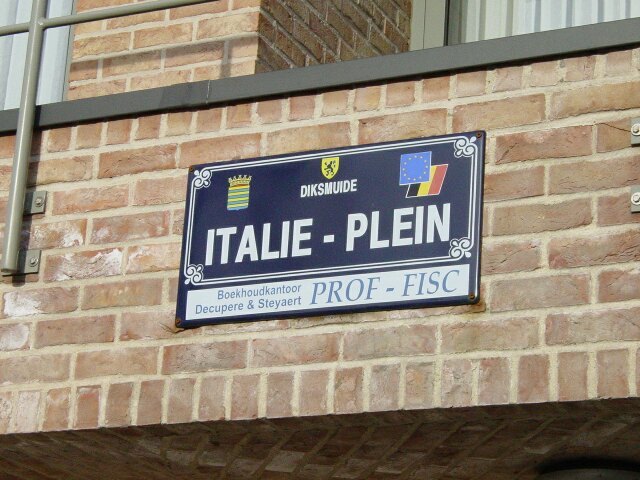 DIKSMUIDE
ITALIE - PLEIN
Boekhoudkantoor
Decupere & Steyaert
PROF - FISC